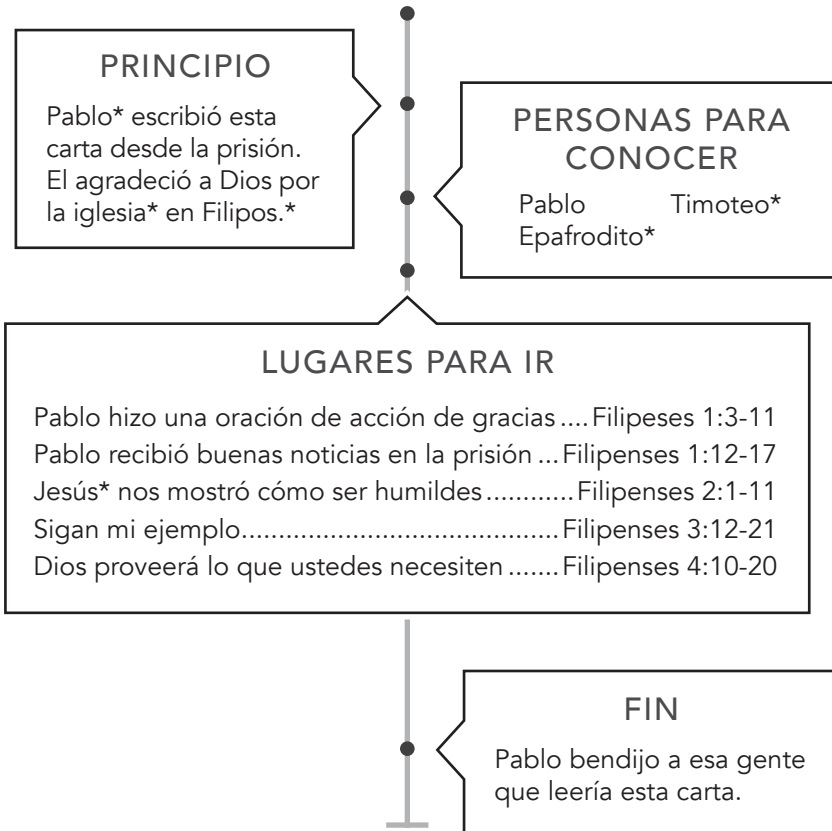 PRINCIPIO
Pablo* escribió esta
carta desde la prisión.
El agradeció a Dios por
la iglesia* en Filipos.*
PERSONAS PARA
CONOCER
Pablo Timoteo*
Epafrodito*
LUGARES PARA IR
Pablo hizo una oración de acción de gracias .... Filipeses 1:3-11
Pablo recibió buenas noticias en la prisión ... Filipenses 1:12-17
Jesús* nos mostró cómo ser humildes ............ Filipenses 2:1-11
Sigan mi ejemplo.......................................... Filipenses 3:12-21
Dios proveerá lo que ustedes necesiten ....... Filipenses 4:10-20
FIN
Pablo bendijo a esa gente
que leería esta carta.